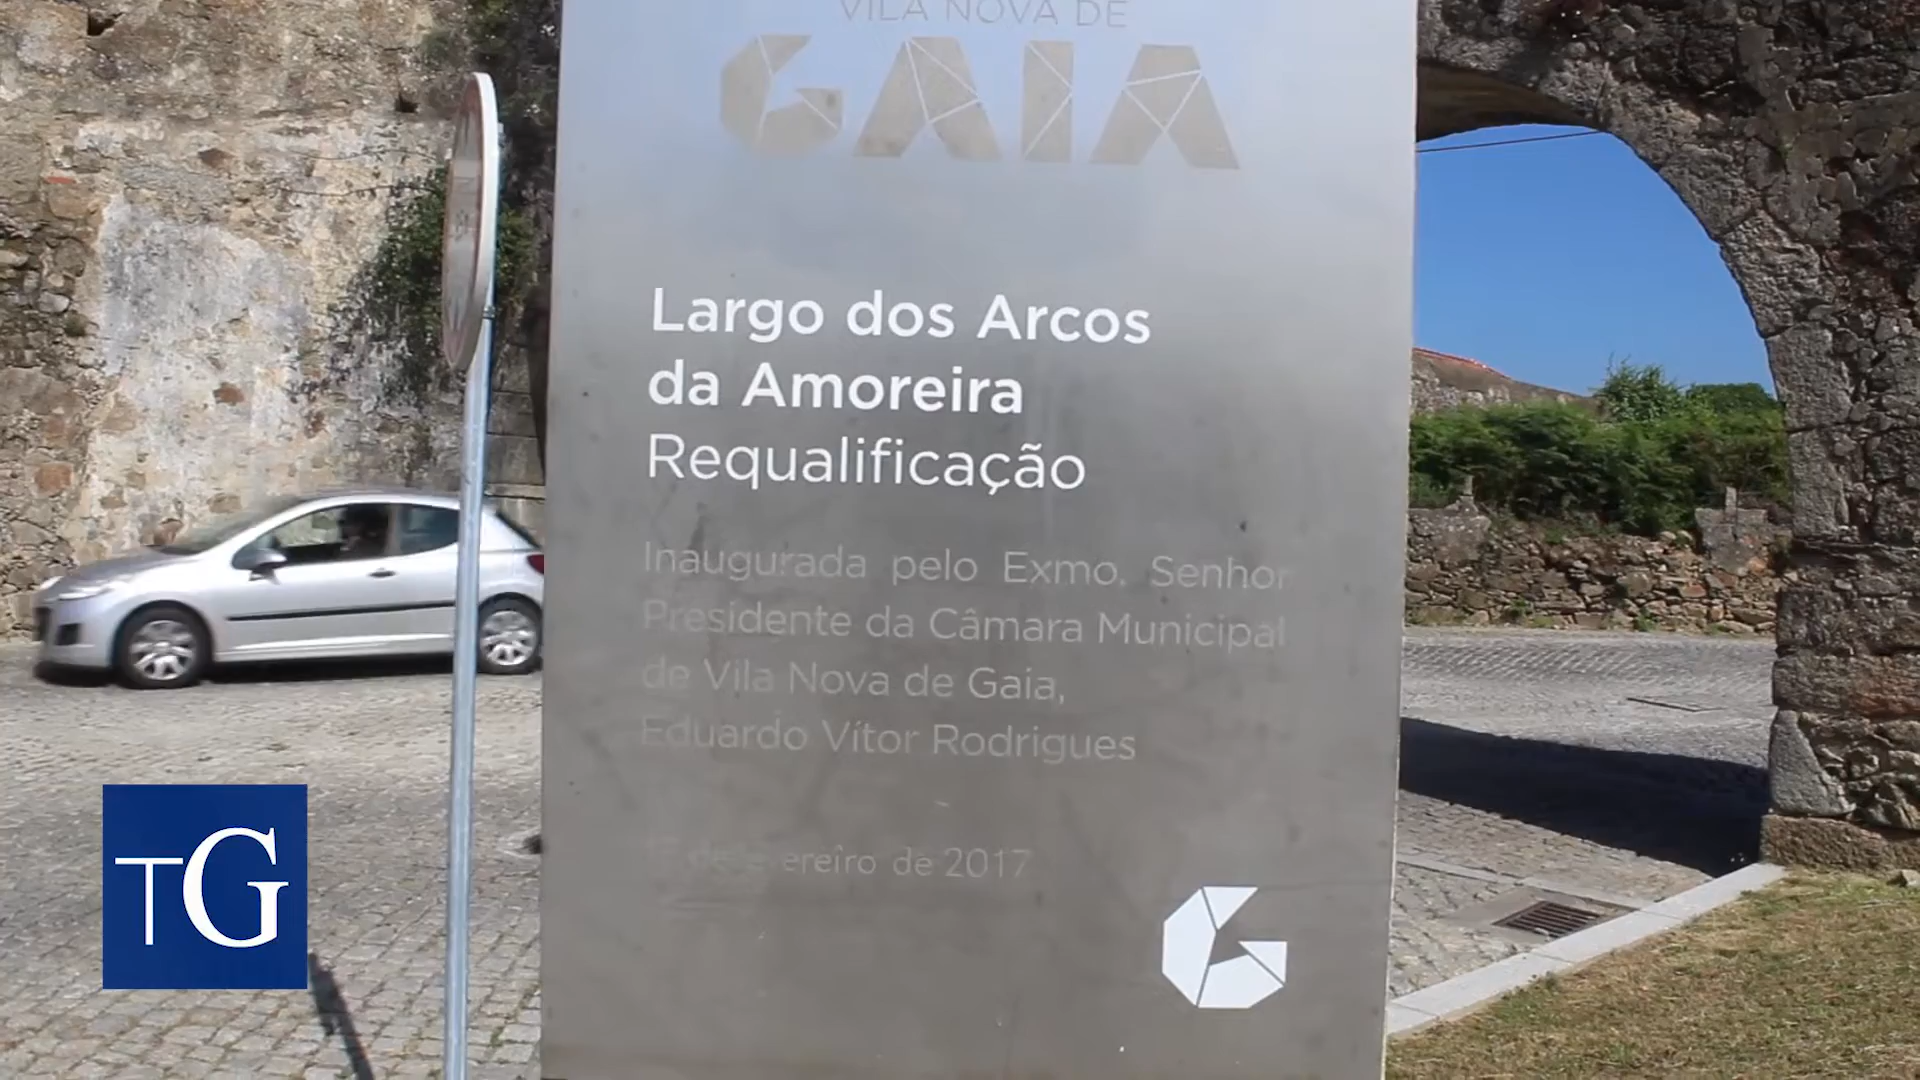 VILA NOVA DE
GAIA
Largo dos Arcos
da Amoreira
Requalificação
Inaugurada pelo Exmo. Senhor
Presidente da Câmara Municipal
de Vila Nova de Gaia,
Eduardo Vítor Rodrigues
de 2017
TG